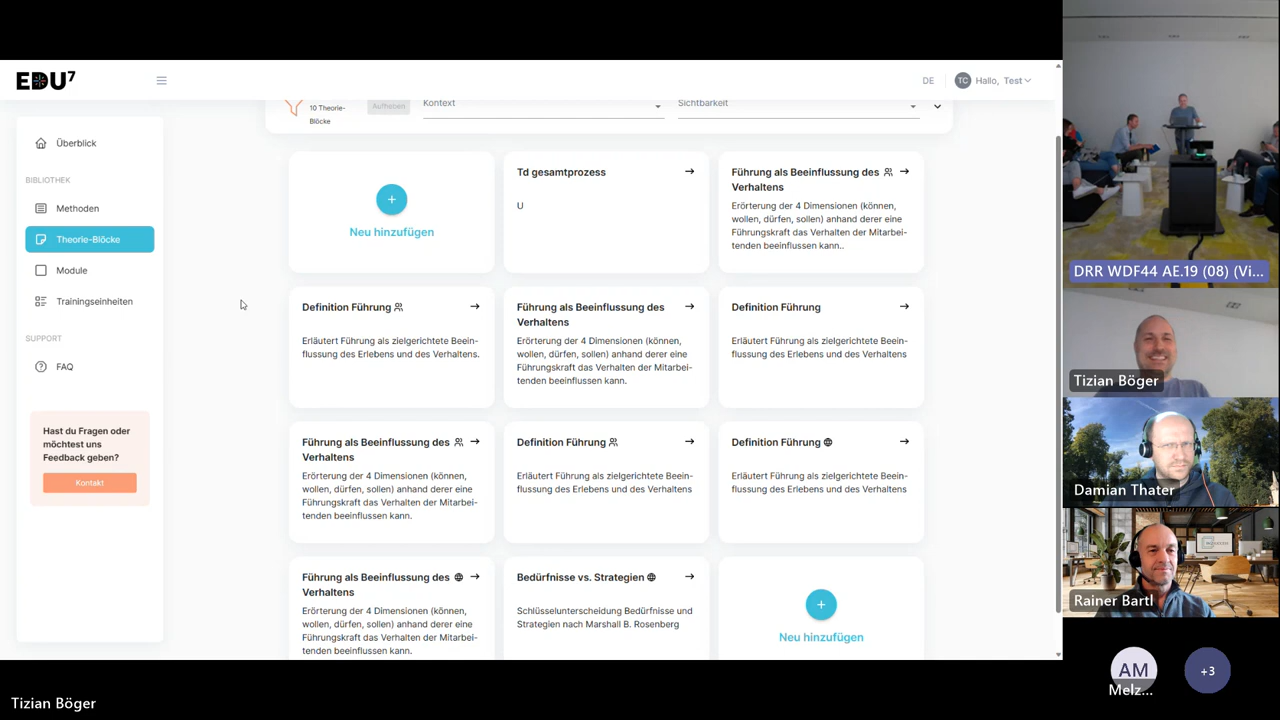 EDU7
DE
TC Hallo, Test
10 Theorie-
Blöcke
Aufheben
Kontext
Sichtbarkeit
Überblick
BIBLIOTHEK
Methoden
Theorie-Blöcke
Module
Trainingseinheiten
SUPPORT
FAQ
Hast du Fragen oder
möchtest uns
Feedback geben?
Kontakt
Neu hinzufügen
Td gesamtprozess
U
Führung als Beeinflussung des
Verhaltens
Erörterung der 4 Dimensionen (können,
wollen, dürfen, sollen) anhand derer eine
Führungskraft das Verhalten der Mitarbei-
tenden beeinflussen kann..
Definition Führung
Erläutert Führung als zielgerichtete Beein-
flussung des Erlebens und des Verhaltens.
Führung als Beeinflussung des
Verhaltens
Erörterung der 4 Dimensionen (können,
wollen, dürfen, sollen) anhand derer eine
Führungskraft das Verhalten der Mitarbei-
tenden beeinflussen kann.
Definition Führung
Erläutert Führung als zielgerichtete Beein-
flussung des Erlebens und des Verhaltens
Führung als Beeinflussung des
Verhaltens
Erörterung der 4 Dimensionen (können,
wollen, dürfen, sollen) anhand derer eine
Führungskraft das Verhalten der Mitarbei-
tenden beeinflussen kann.
Definition Führung
Erläutert Führung als zielgerichtete Beein-
flussung des Erlebens und des Verhaltens
Definition Führung
Erläutert Führung als zielgerichtete Beein-
flussung des Erlebens und des Verhaltens
Führung als Beeinflussung des
Verhaltens
Erörterung der 4 Dimensionen (können,
wollen, dürfen, sollen) anhand derer eine
Führungskraft das Verhalten der Mitarbei-
tenden beeinflussen kann.
Bedürfnisse vs. Strategien
Schlüsselunterscheidung Bedürfnisse und
Strategien nach Marshall B. Rosenberg
Neu hinzufügen
DRR WDF44 AE.19 (08) (Vi...
Tizian Böger
Damian Thater
Rainer Bartl
AM
Melz...
+3
Tizian Böger